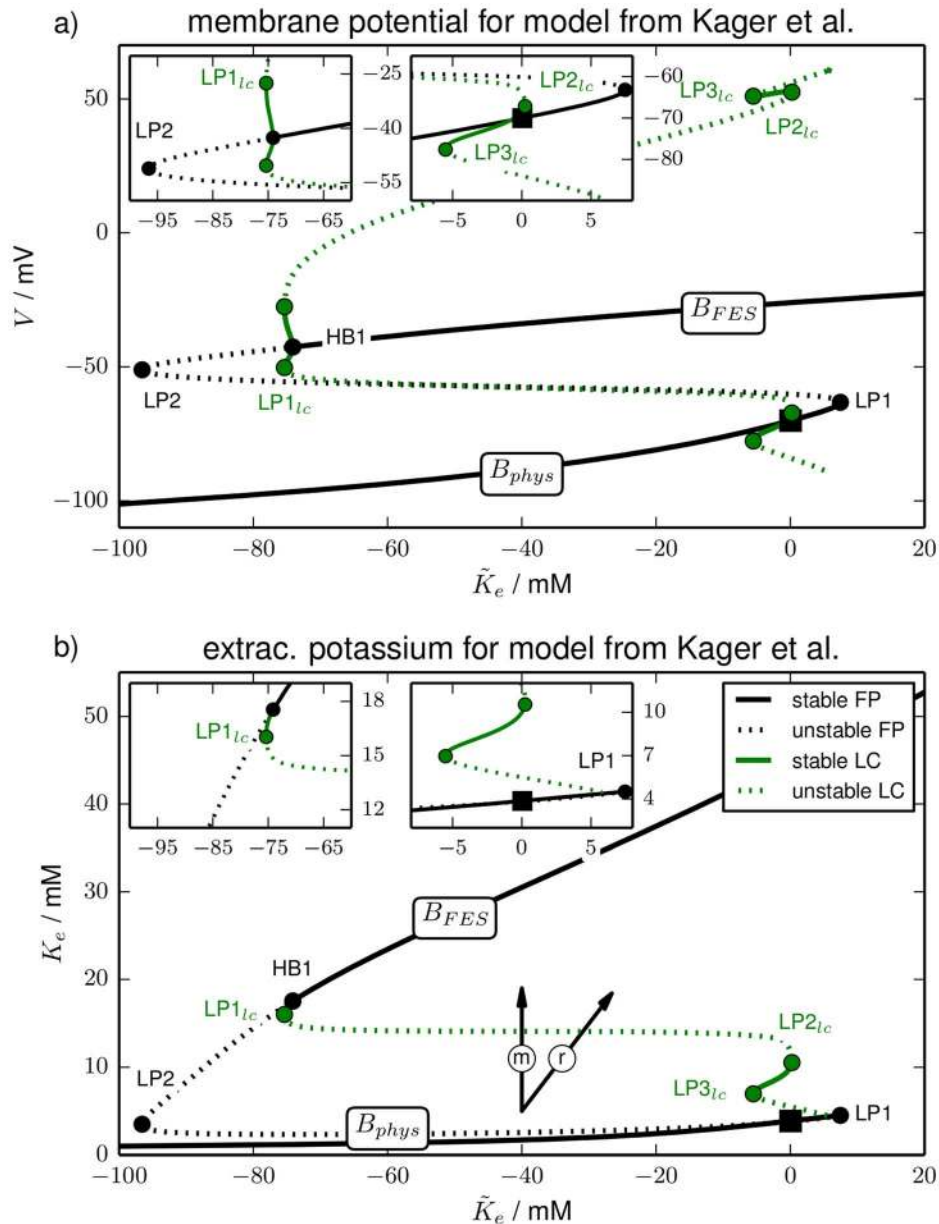 a) membrane potential for model from Kager et al.
V / mV
50
0
−50
−100
LP1lc
LP2
−25
−40
−55
−95 −85 −75 −65
LP2lc
LP3lc
−60
−70
−80
−5 0 5
LP3lc
LP2lc
BFES
HB1
LP2
LP1lc
LP1
Bphys
−100 −80 −60 −40 −20 0 20
K̃e / mM
b) extrac. potassium for model from Kager et al.
Ke / mM
50
40
30
20
10
0
LP1lc
18
15
12
−95 −85 −75 −65
LP1
10
7
4
−5 0 5
stable FP
unstable FP
stable LC
unstable LC
BFES
HB1
LP1lc
LP2lc
m r
LP2
LP3lc
Bphys
LP1
−100 −80 −60 −40 −20 0 20
K̃e / mM